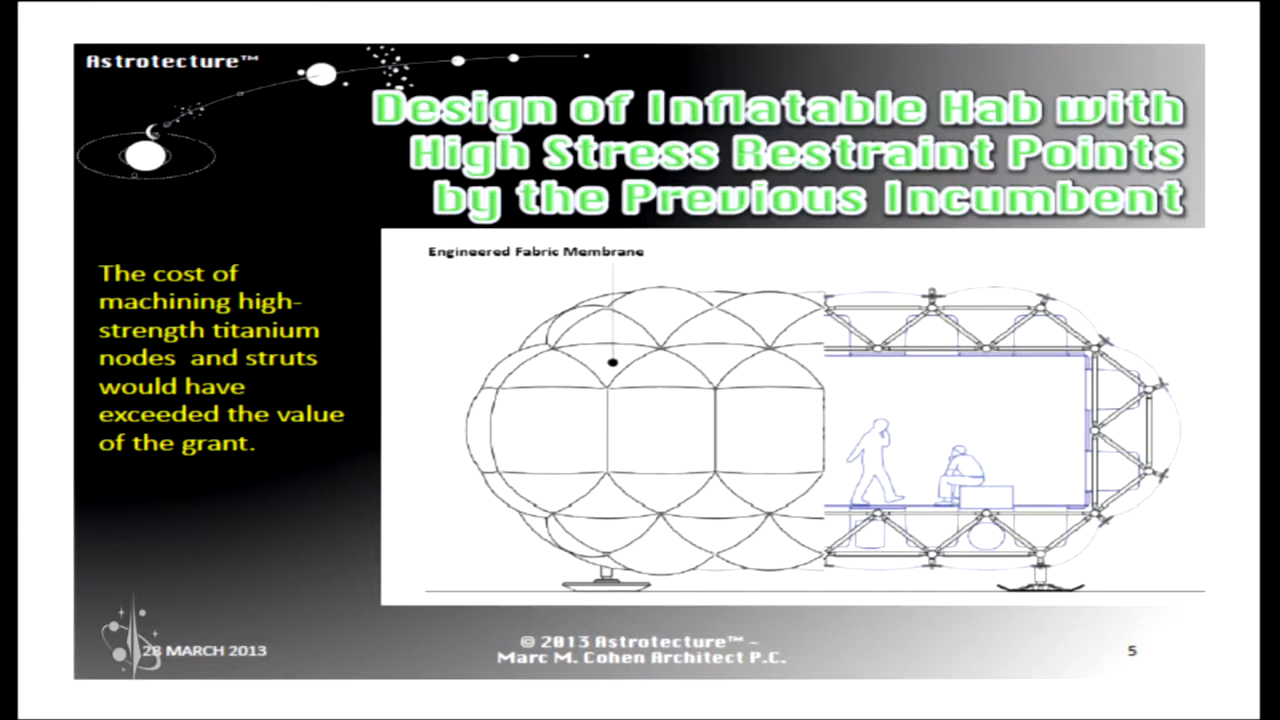 Astrotecture™
Design of Inflatable Hab with
High Stress Restraint Points
by the Previous Incumbent
Engineered Fabric Membrane
The cost of
machining high-
strength titanium
nodes and struts
would have
exceeded the value
of the grant.
28 MARCH 2013
© 2013 Astrotecture™ –
Marc M. Cohen Architect P.C.
5